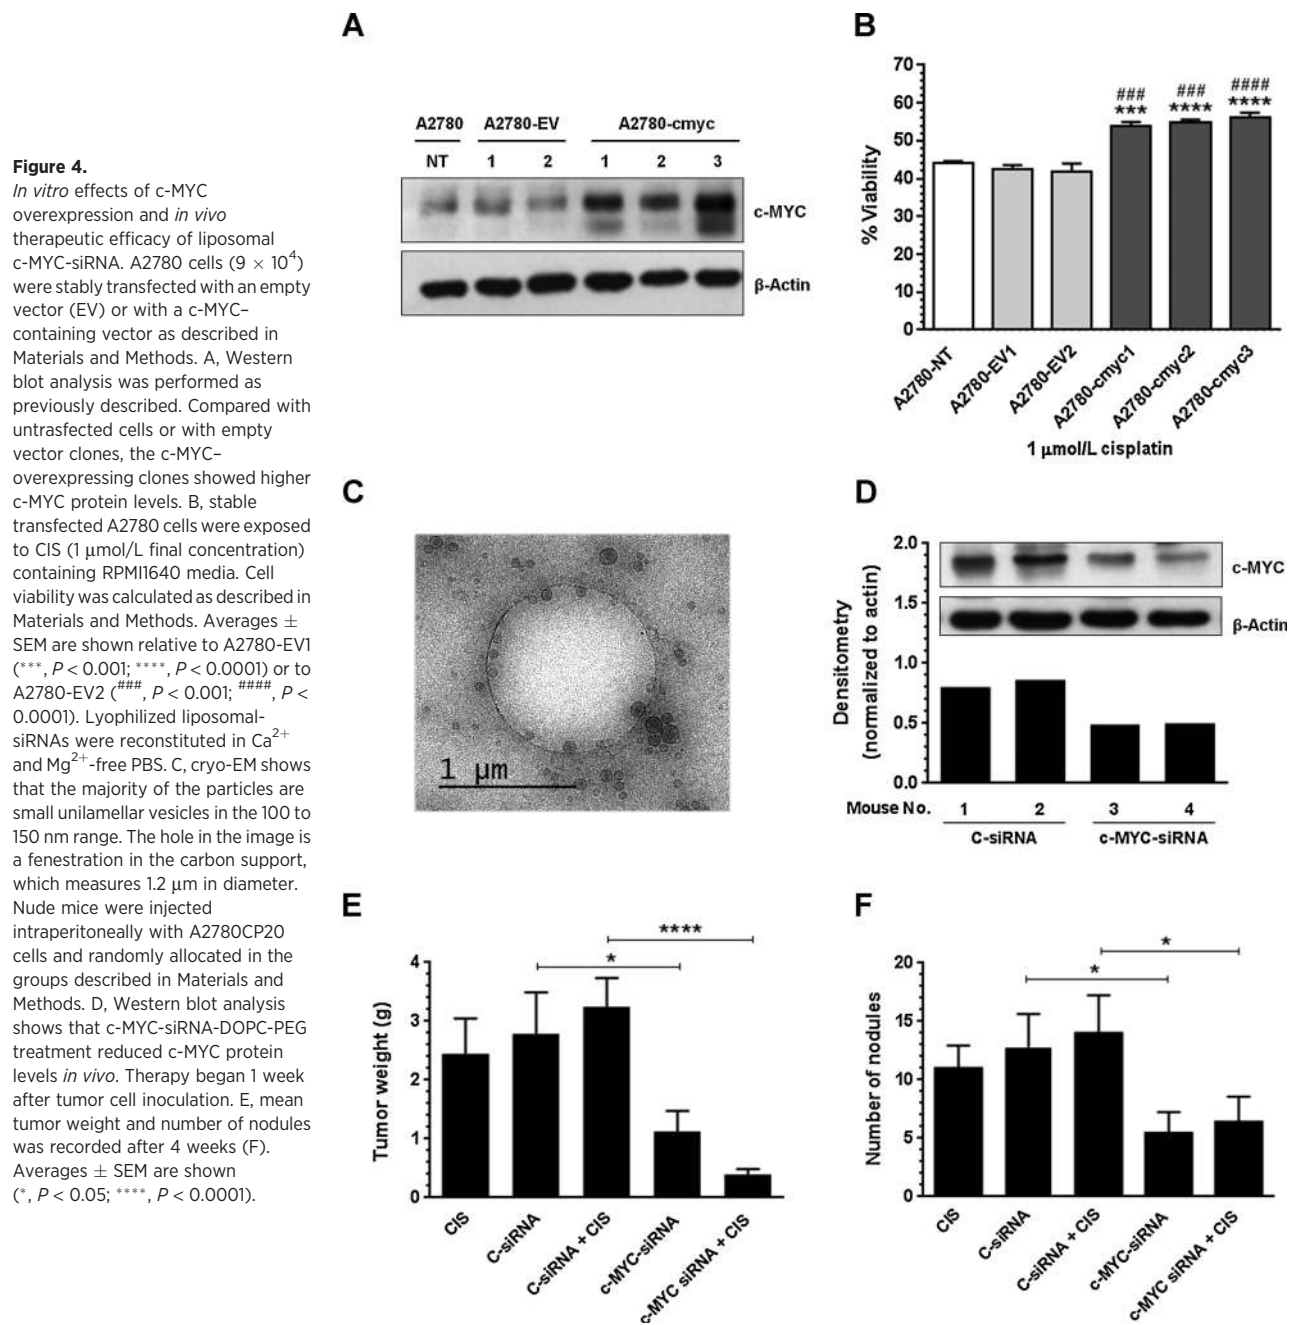 Figure 4.
In vitro effects of c-MYC
overexpression and in vivo
therapeutic efficacy of liposomal
c-MYC-siRNA. A2780 cells (9 × 10⁴)
were stably transfected with an empty
vector (EV) or with a c-MYC–
containing vector as described in
Materials and Methods. A, Western
blot analysis was performed as
previously described. Compared with
untrasfected cells or with empty
vector clones, the c-MYC–
overexpressing clones showed higher
c-MYC protein levels. B, stable
transfected A2780 cells were exposed
to CIS (1 μmol/L final concentration)
containing RPMI1640 media. Cell
viability was calculated as described in
Materials and Methods. Averages ±
SEM are shown relative to A2780-EV1
(***, P < 0.001; ****, P < 0.0001) or to
A2780-EV2 (###, P < 0.001; ####, P <
0.0001). Lyophilized liposomal-
siRNAs were reconstituted in Ca²⁺
and Mg²⁺-free PBS. C, cryo-EM shows
that the majority of the particles are
small unilamellar vesicles in the 100 to
150 nm range. The hole in the image is
a fenestration in the carbon support,
which measures 1.2 μm in diameter.
Nude mice were injected
intraperitoneally with A2780CP20
cells and randomly allocated in the
groups described in Materials and
Methods. D, Western blot analysis
shows that c-MYC-siRNA-DOPC-PEG
treatment reduced c-MYC protein
levels in vivo. Therapy began 1 week
after tumor cell inoculation. E, mean
tumor weight and number of nodules
was recorded after 4 weeks (F).
Averages ± SEM are shown
(*, P < 0.05; ****, P < 0.0001).
A
A2780 A2780-EV A2780-cmyc
NT 1 2 1 2 3
c-MYC
β-Actin
B
% Viability
70
60
50
40
30
20
10
0
### ### ####
*** **** ****
A2780-NT
A2780-EV1
A2780-EV2
A2780-cmyc1
A2780-cmyc2
A2780-cmyc3
1 μmol/L cisplatin
C
1 μm
D
Densitometry
(normalized to actin)
2.0
1.5
1.0
0.5
0.0
c-MYC
β-Actin
Mouse No. 1 2 3 4
C-siRNA c-MYC-siRNA
E
Tumor weight (g)
4
3
2
1
0
****
*
CIS
C-siRNA
C-siRNA + CIS
c-MYC-siRNA
c-MYC siRNA + CIS
F
Number of nodules
20
15
10
5
0
*
*
CIS
C-siRNA
C-siRNA + CIS
c-MYC-siRNA
c-MYC siRNA + CIS